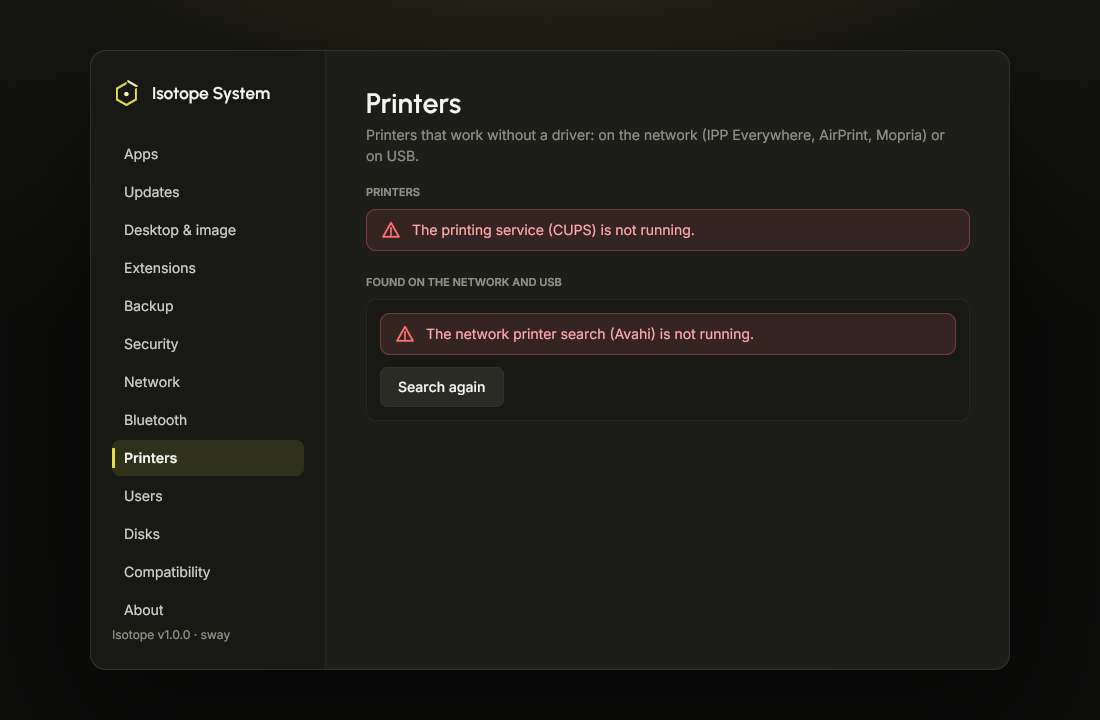 Isotope System
Apps
Updates
Desktop & image
Extensions
Backup
Security
Network
Bluetooth
Printers
Users
Disks
Compatibility
About
Isotope v1.0.0 · sway
Printers
Printers that work without a driver: on the network (IPP Everywhere, AirPrint, Mopria) or
on USB.
PRINTERS
The printing service (CUPS) is not running.
FOUND ON THE NETWORK AND USB
The network printer search (Avahi) is not running.
Search again